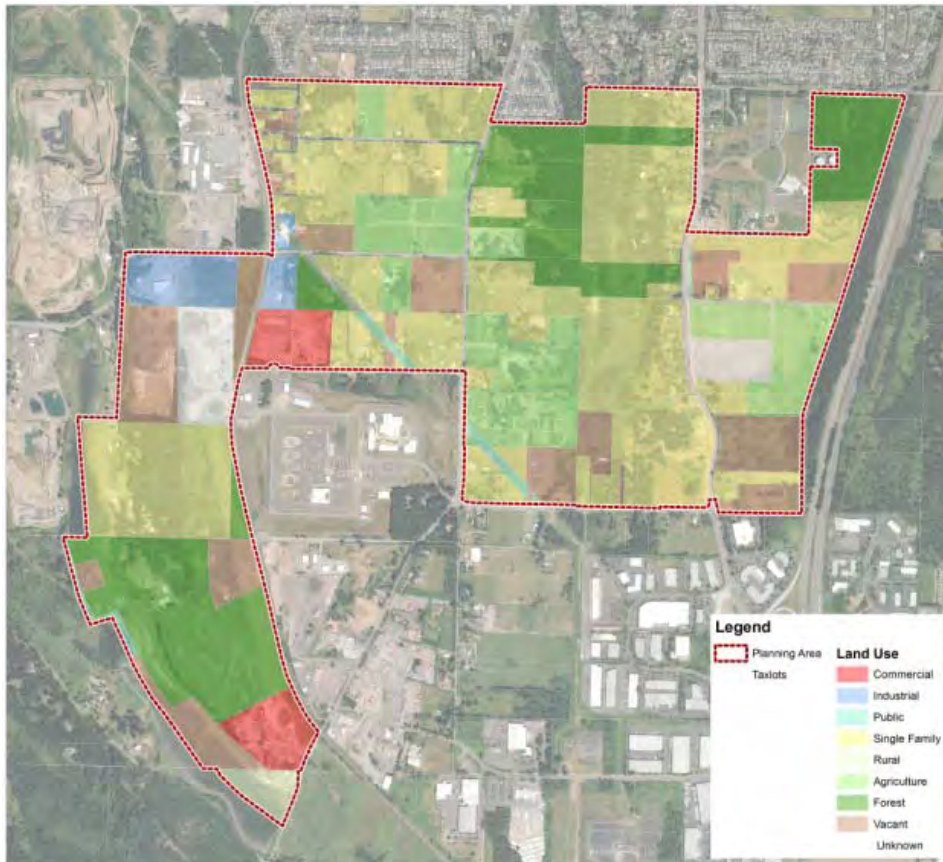 Legend
Planning Area
Taxlots
Land Use
Commercial
Industrial
Public
Single Family
Rural
Agriculture
Forest
Vacant
Unknown